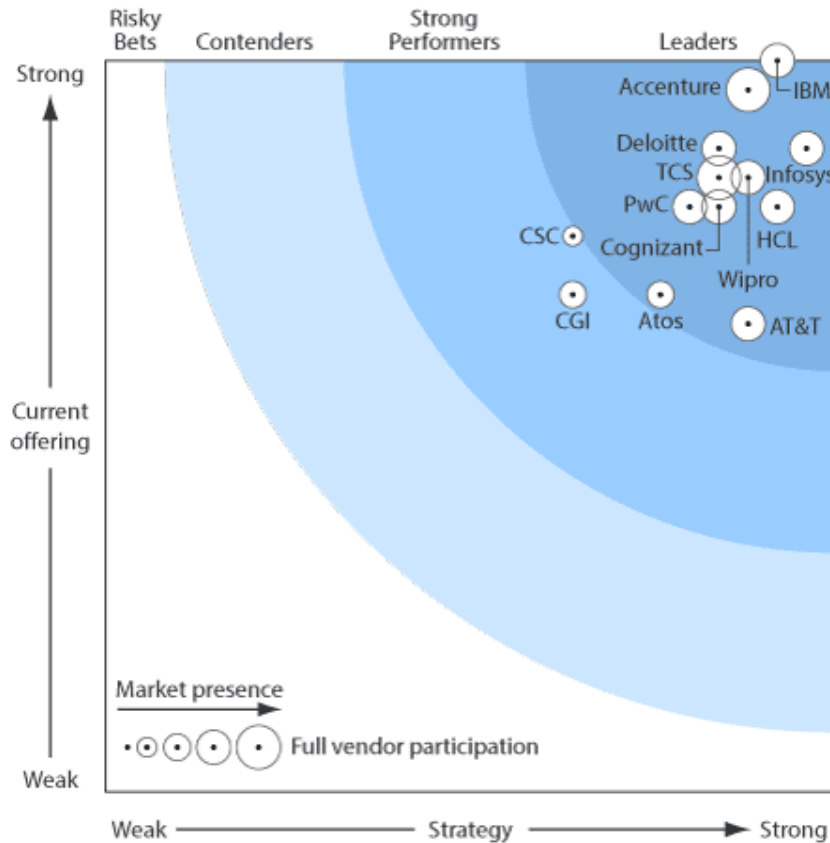 Risky
Bets
Contenders
Strong
Performers
Leaders
Strong
Accenture
IBM
Deloitte
TCS
Infosys
PwC
CSC
Cognizant
HCL
Wipro
CGI
Atos
AT&T
Current
offering
Market presence
Full vendor participation
Weak
Weak
Strategy
Strong